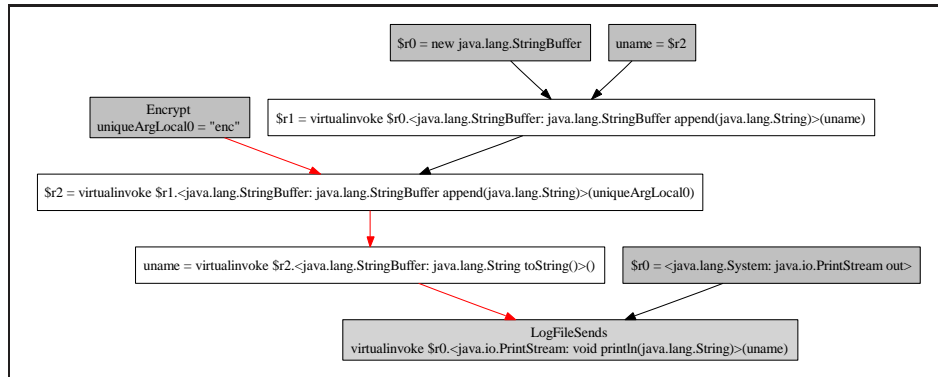 $r0 = new java.lang.StringBuffer
uname = $r2
Encrypt
uniqueArgLocal0 = "enc"
$r1 = virtualinvoke $r0.<java.lang.StringBuffer: java.lang.StringBuffer append(java.lang.String)>(uname)
$r2 = virtualinvoke $r1.<java.lang.StringBuffer: java.lang.StringBuffer append(java.lang.String)>(uniqueArgLocal0)
uname = virtualinvoke $r2.<java.lang.StringBuffer: java.lang.String toString()>()
$r0 = <java.lang.System: java.io.PrintStream out>
LogFileSends
virtualinvoke $r0.<java.io.PrintStream: void println(java.lang.String)>(uname)